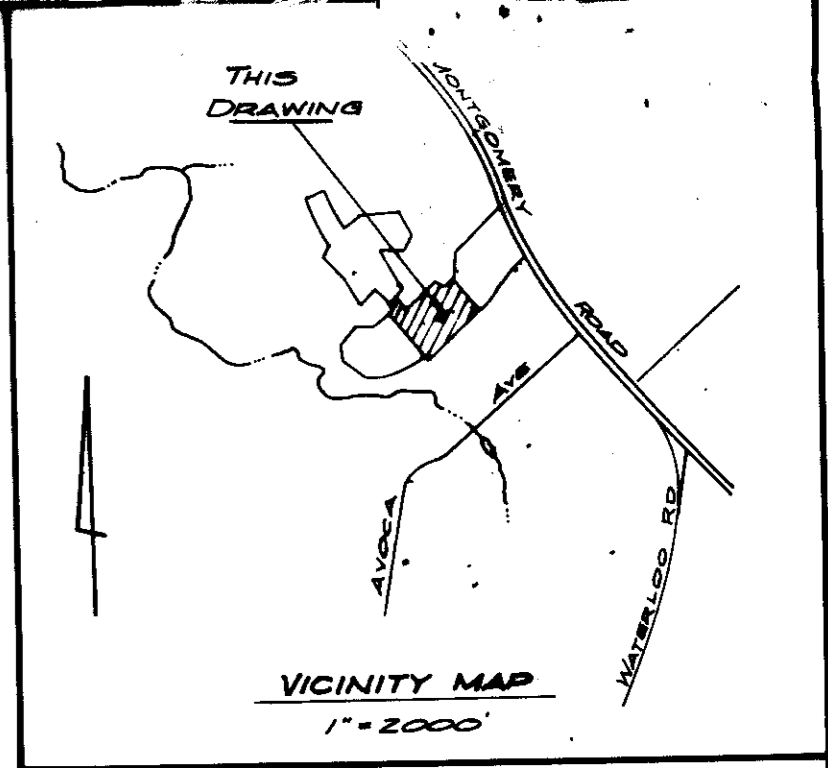 THIS
DRAWING
MONTGOMERY
ROAD
AVE
AVOCA
WATERLOO RD
VICINITY MAP
1" = 2000'